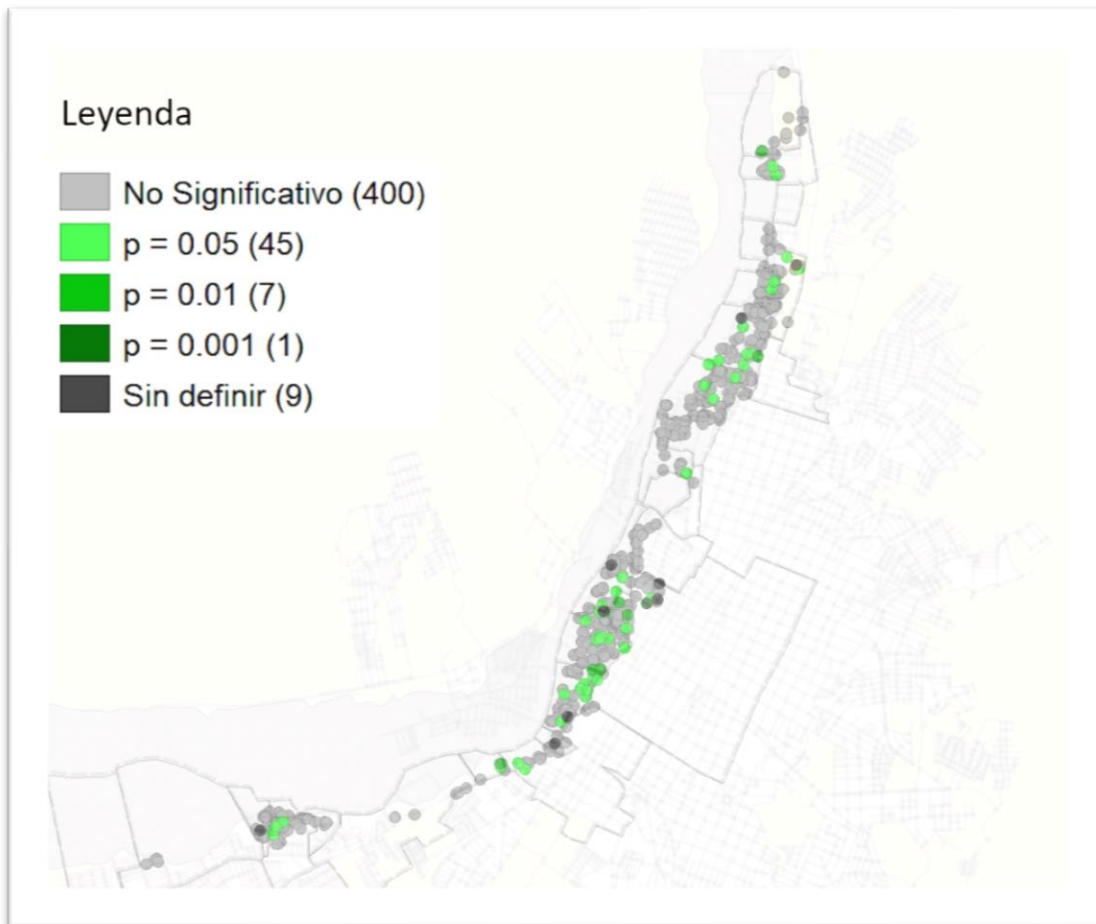 Leyenda
No Significativo (400)
p = 0.05 (45)
p = 0.01 (7)
p = 0.001 (1)
Sin definir (9)